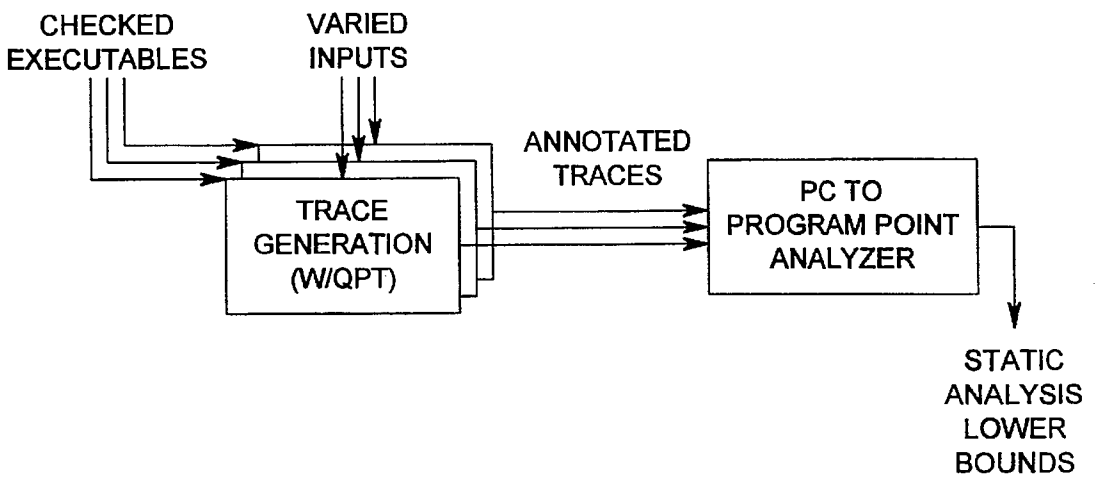 CHECKED
EXECUTABLES
VARIED
INPUTS
TRACE
GENERATION
(W/QPT)
ANNOTATED
TRACES
PC TO
PROGRAM POINT
ANALYZER
STATIC
ANALYSIS
LOWER
BOUNDS